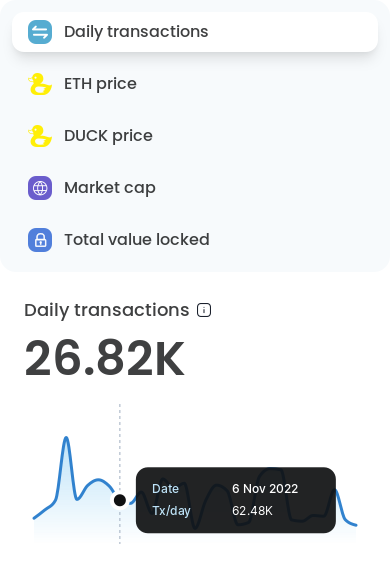 Daily transactions
ETH price
DUCK price
Market cap
Total value locked
Daily transactions
26.82K
Date 6 Nov 2022
Tx/day 62.48K